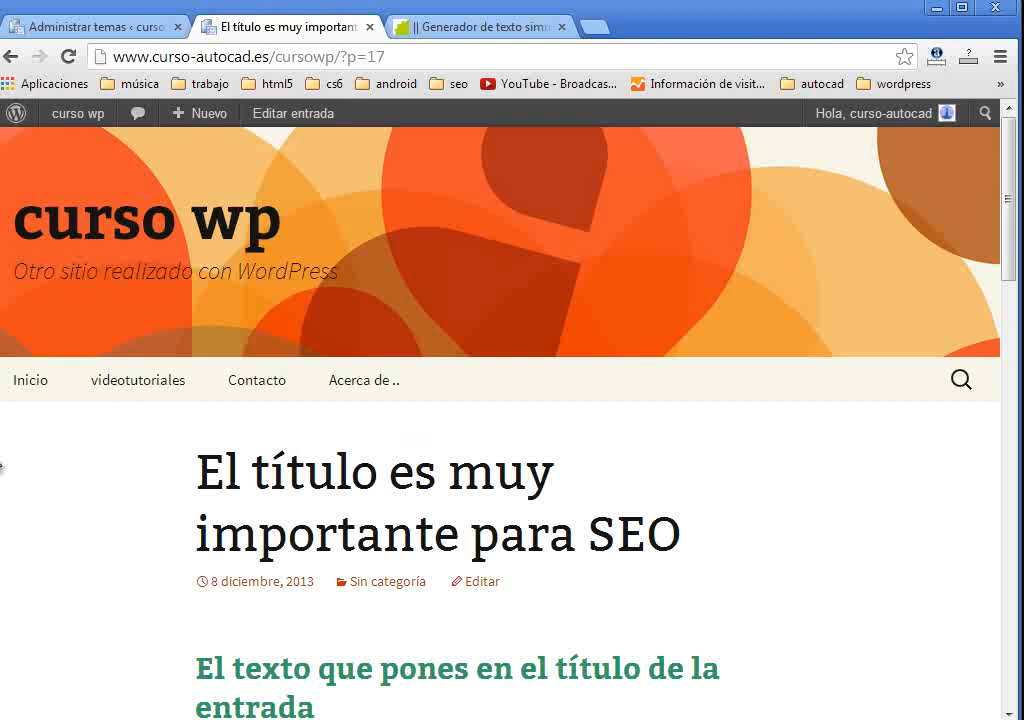 Administrar temas ‹ curso
El título es muy important
|| Generador de texto simu
www.curso-autocad.es/cursowp/?p=17
Aplicaciones música trabajo html5 cs6 android seo YouTube - Broadcas... Información de visit... autocad wordpress »
curso wp Nuevo Editar entrada Hola, curso-autocad
curso wp
Otro sitio realizado con WordPress
Inicio videotutoriales Contacto Acerca de ..
El título es muy
importante para SEO
8 diciembre, 2013 Sin categoría Editar
El texto que pones en el título de la
entrada